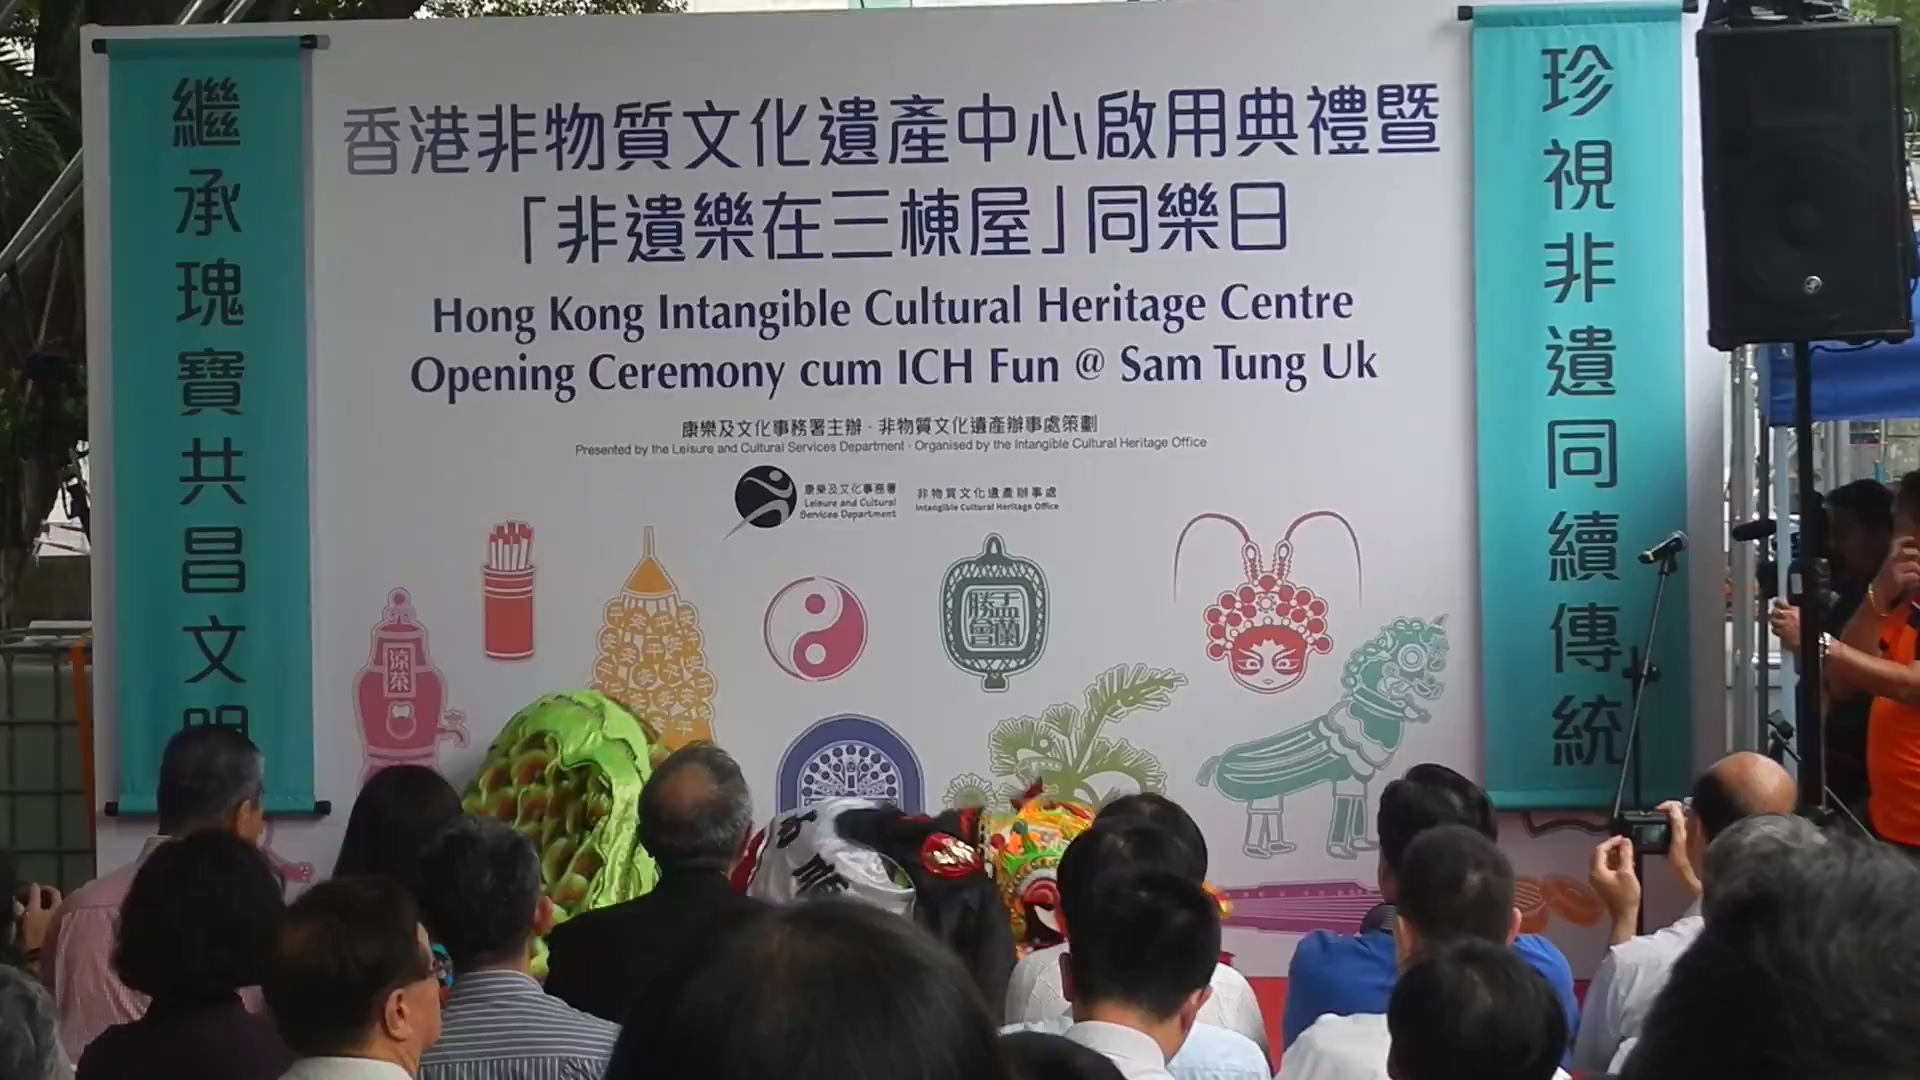 繼承瑰寶共昌文明
香港非物質文化遺產中心啟用典禮暨
「非遺樂在三棟屋」同樂日
Hong Kong Intangible Cultural Heritage Centre
Opening Ceremony cum ICH Fun @ Sam Tung Uk
康樂及文化事務署主辦·非物質文化遺產辦事處策劃
Presented by the Leisure and Cultural Services Department · Organised by the Intangible Cultural Heritage Office
康樂及文化事務署
Leisure and Cultural
Services Department
非物質文化遺產辦事處
Intangible Cultural Heritage Office
涼茶
盂蘭勝會
珍視非遺同續傳統